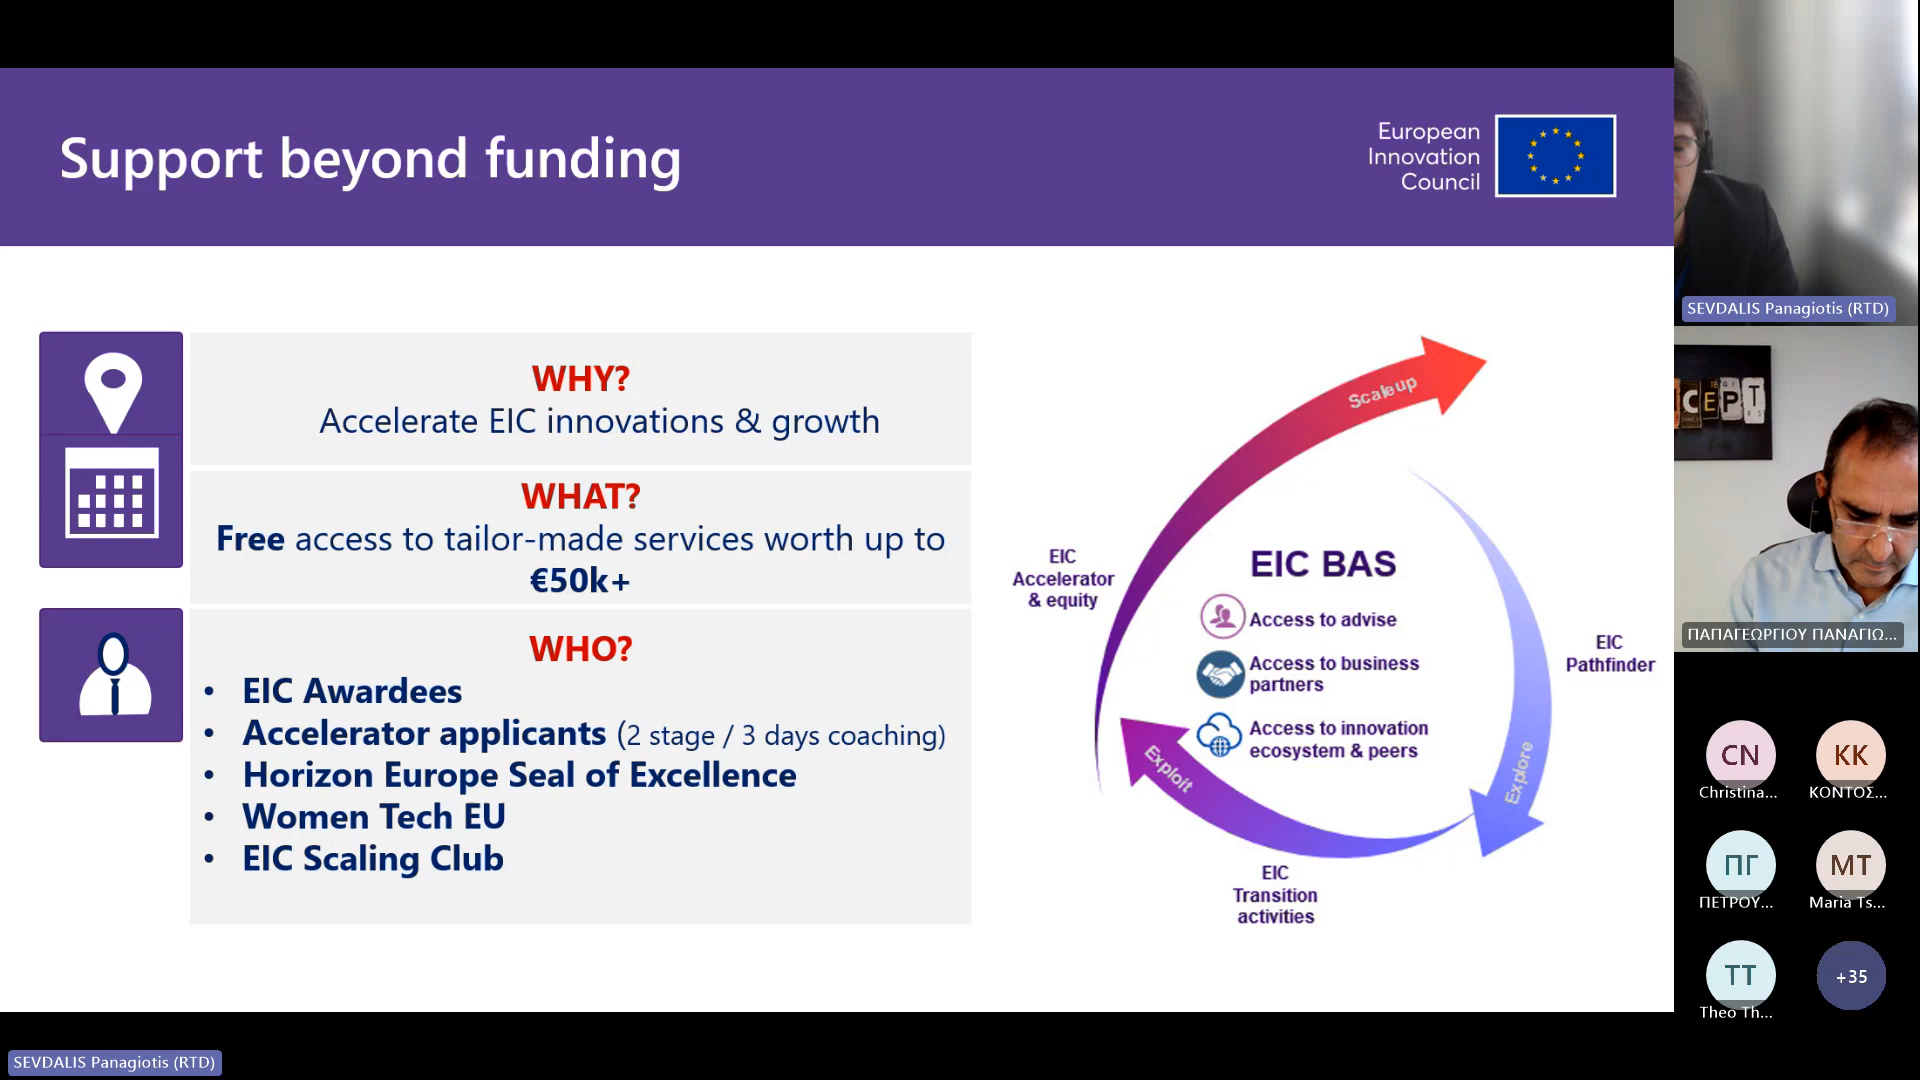 Support beyond funding
European
Innovation
Council
WHY?
Accelerate EIC innovations & growth
WHAT?
Free access to tailor-made services worth up to
€50k+
WHO?
• EIC Awardees
• Accelerator applicants (2 stage / 3 days coaching)
• Horizon Europe Seal of Excellence
• Women Tech EU
• EIC Scaling Club
Scaleup
EIC
Accelerator
& equity
EIC BAS
Access to advise
Access to business
partners
Access to innovation
ecosystem & peers
EIC
Pathfinder
Explore
Exploit
EIC
Transition
activities
SEVDALIS Panagiotis (RTD)
CEPT
ΠΑΠΑΓΕΩΡΓΙΟΥ ΠΑΝΑΓΙΩ...
CN
Christina...
KK
ΚΟΝΤΟΣ...
ΠΓ
ΠΕΤΡΟΥ...
MT
Maria Ts...
TT
Theo Th...
+35
SEVDALIS Panagiotis (RTD)